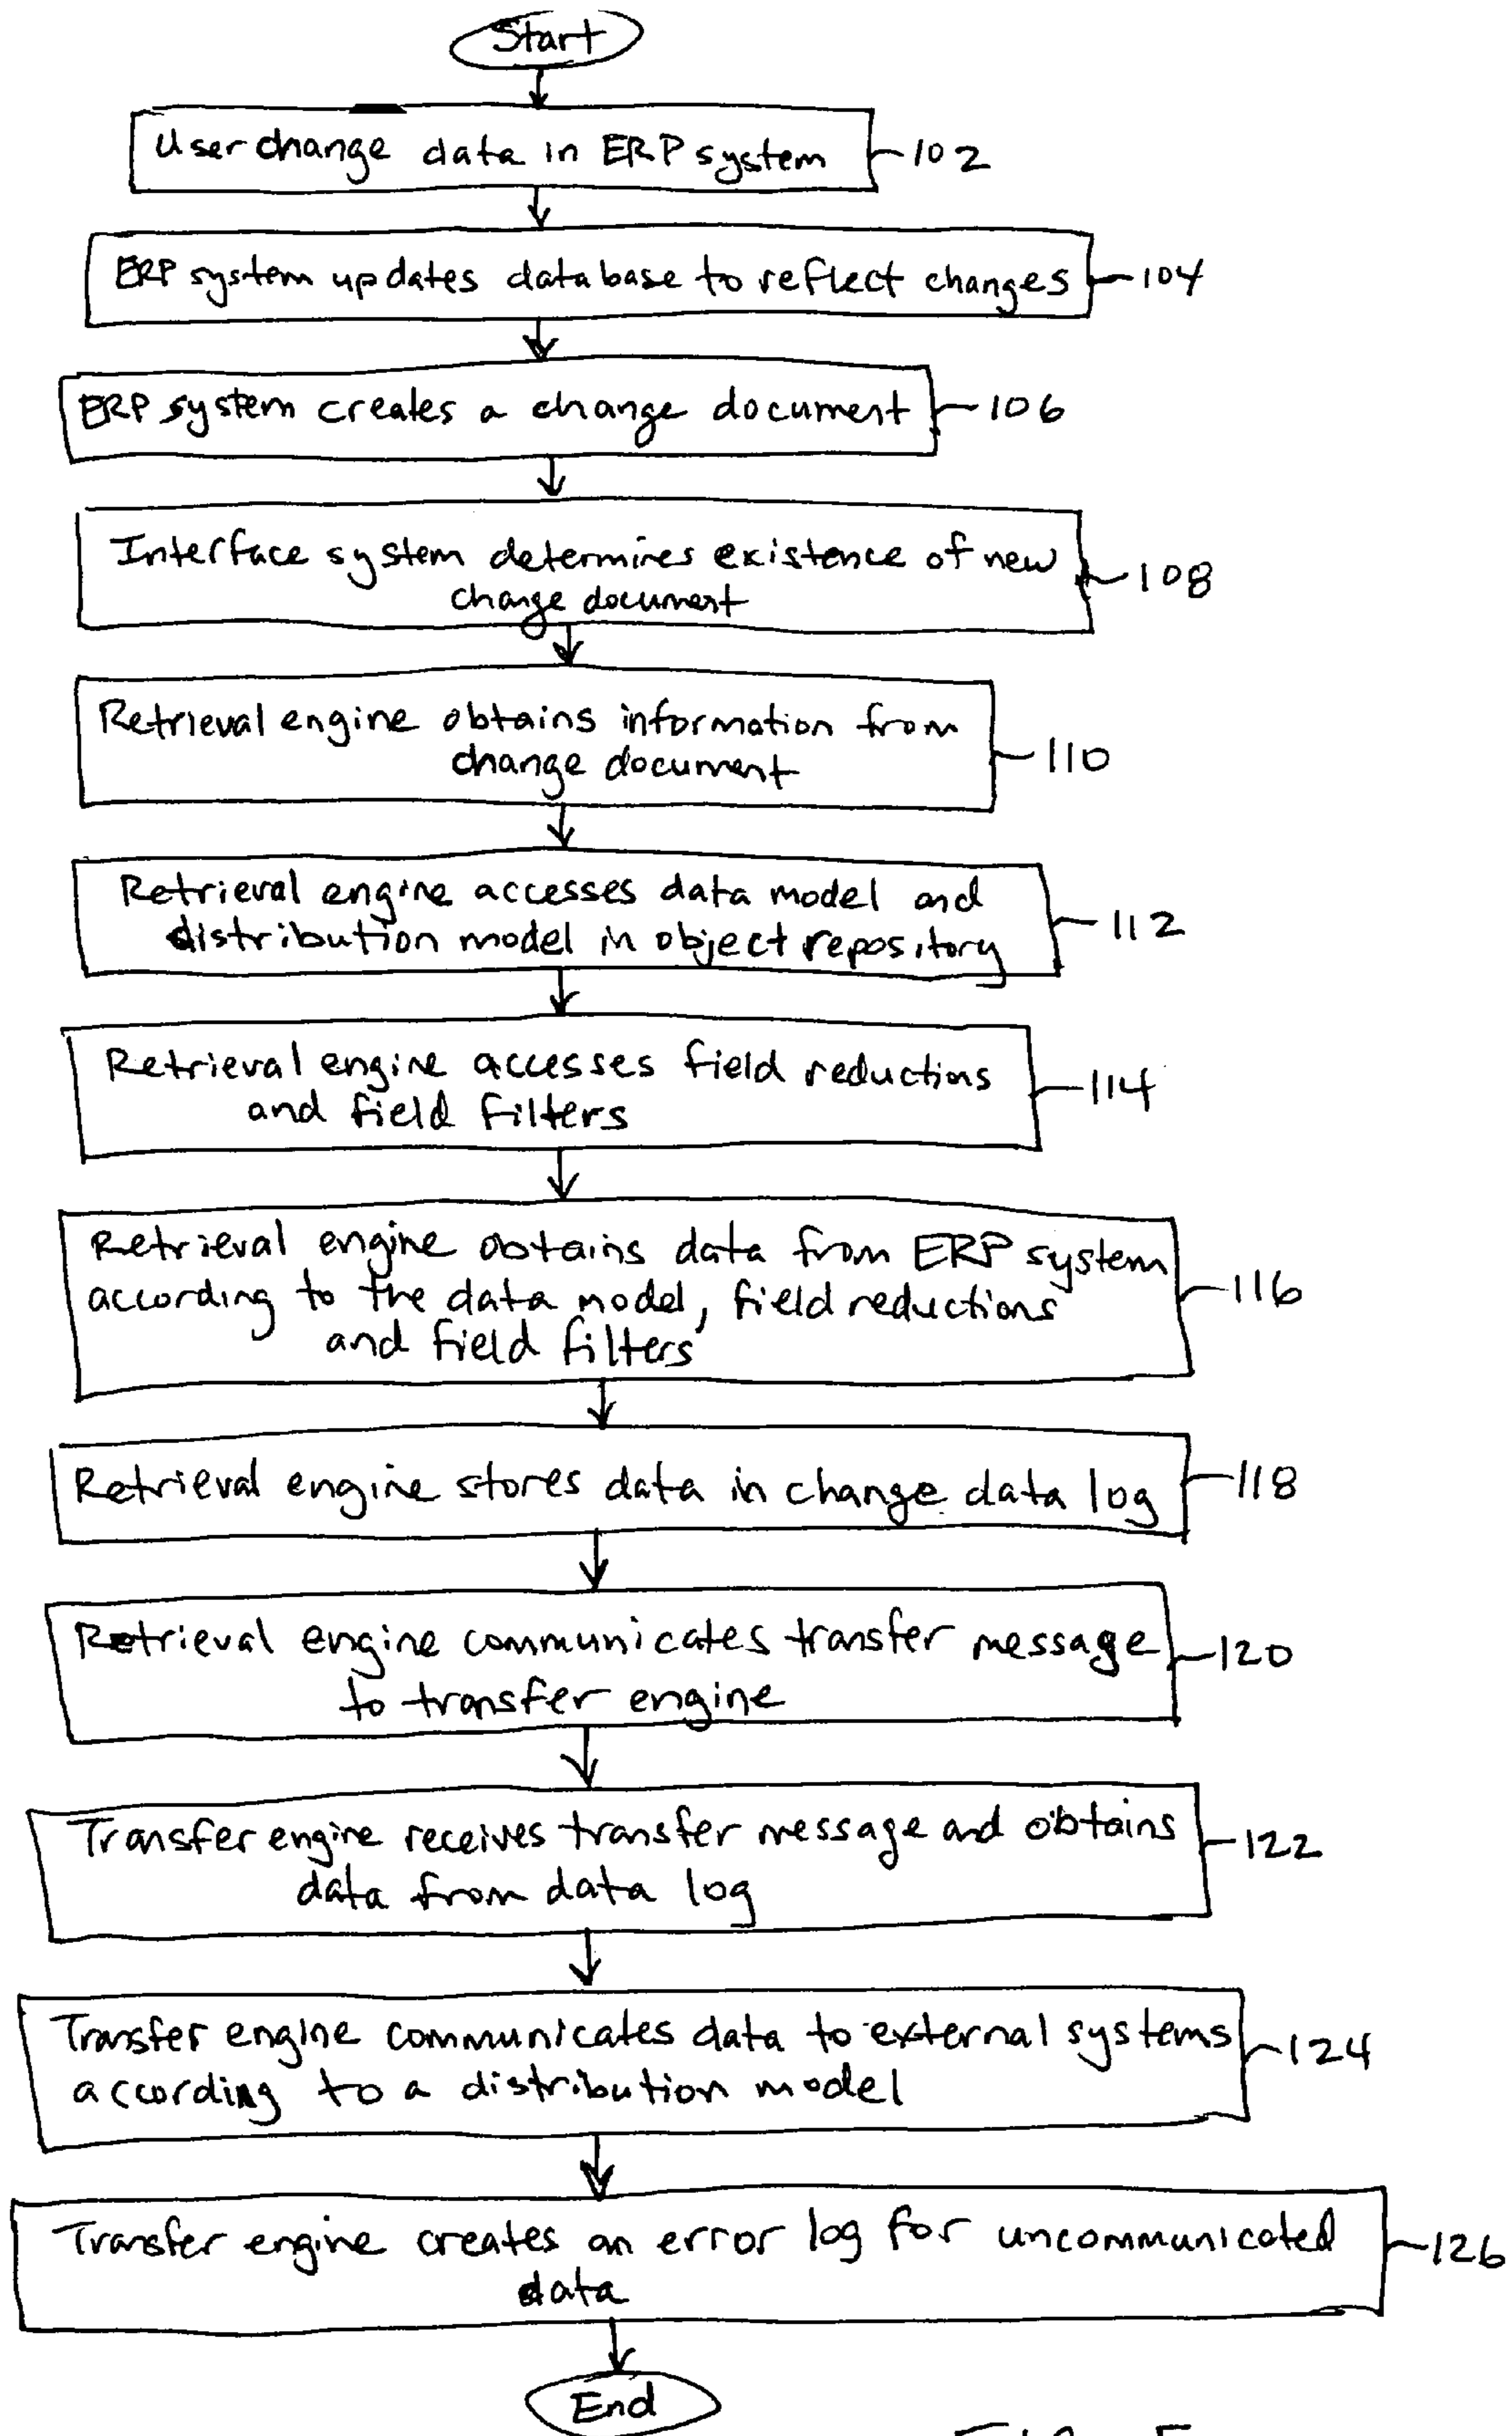 Start
User change data in ERP system
102
ERP system updates database to reflect changes
104
ERP system creates a change document
106
Interface system determines existence of new
change document
108
Retrieval engine obtains information from
change document
110
Retrieval engine accesses data model and
distribution model in object repository
112
Retrieval engine accesses field reductions
and field filters
114
Retrieval engine obtains data from ERP system
according to the data model, field reductions
and field filters
116
Retrieval engine stores data in change data log
118
Retrieval engine communicates transfer message
to transfer engine
120
Transfer engine receives transfer message and obtains
data from data log
122
Transfer engine communicates data to external systems
according to a distribution model
124
Transfer engine creates an error log for uncommunicated
data
126
End